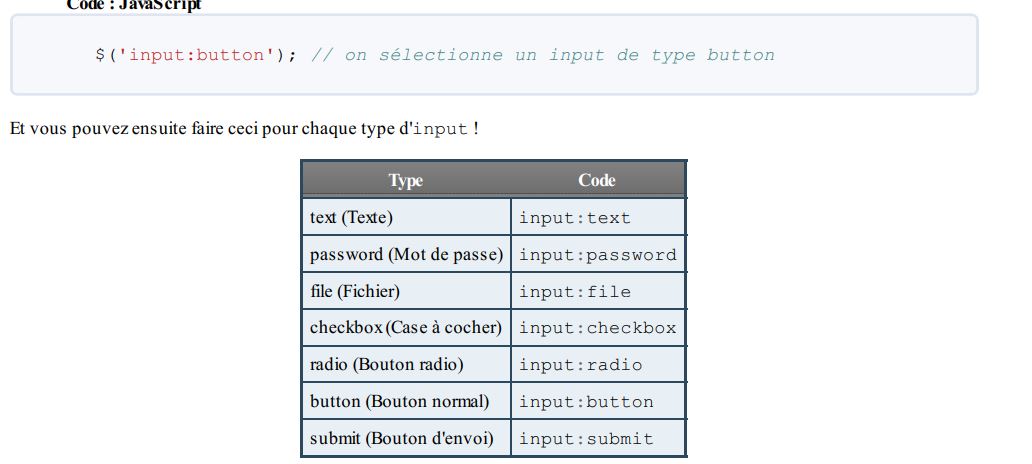 Code : JavaScript
$('input:button'); // on sélectionne un input de type button
Et vous pouvez ensuite faire ceci pour chaque type d'input !
Type Code
text (Texte) input:text
password (Mot de passe) input:password
file (Fichier) input:file
checkbox (Case à cocher) input:checkbox
radio (Bouton radio) input:radio
button (Bouton normal) input:button
submit (Bouton d'envoi) input:submit